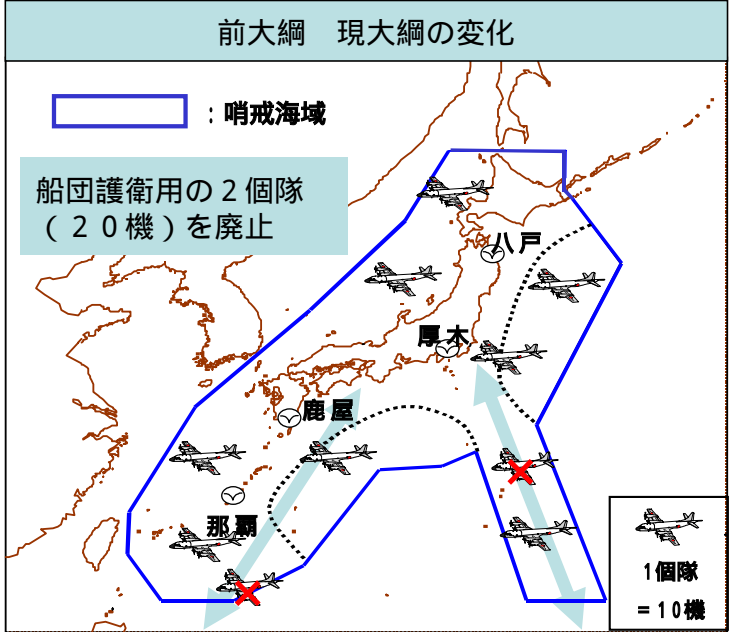 前大綱　現大綱の変化
：哨戒海域
船団護衛用の２個隊
（２０機）を廃止
八戸
厚木
鹿屋
那覇
1個隊
＝10機